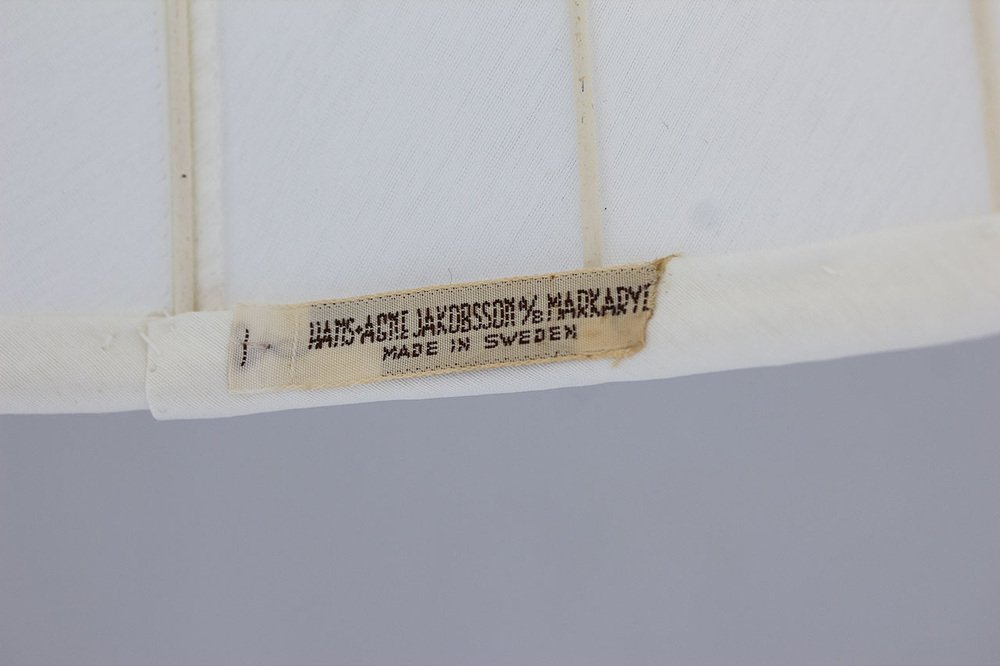 HANS-AGNE JAKOBSSON A/B MARKARYD
MADE IN SWEDEN